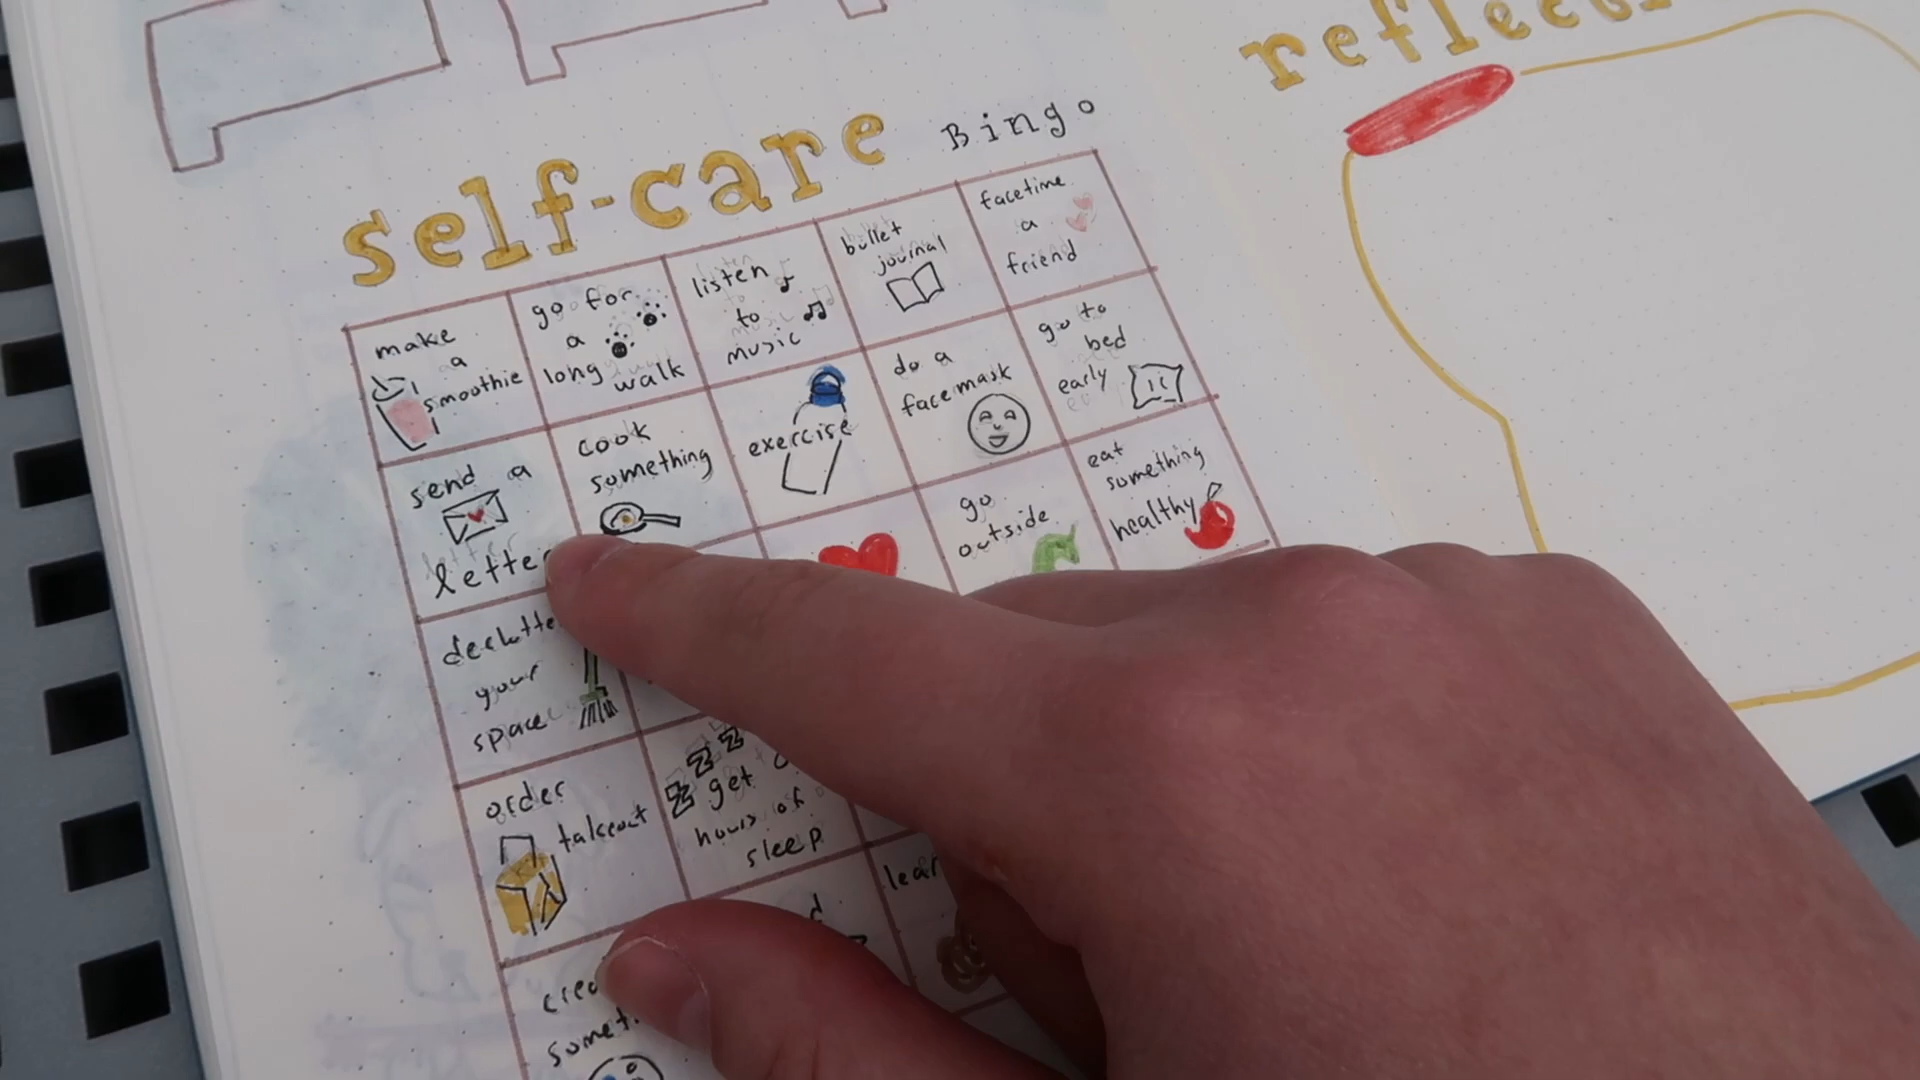 self-care Bingo
make
a
smoothie
go for
a
long walk
listen
to
music
bullet
journal
facetime
a
friend
send a
letter
cook
something
exercise
do a
face mask
go to
bed
early
declutte
your
space
go
outside
eat
something
healthy
order
takeout
z z z
get
hours of
sleep